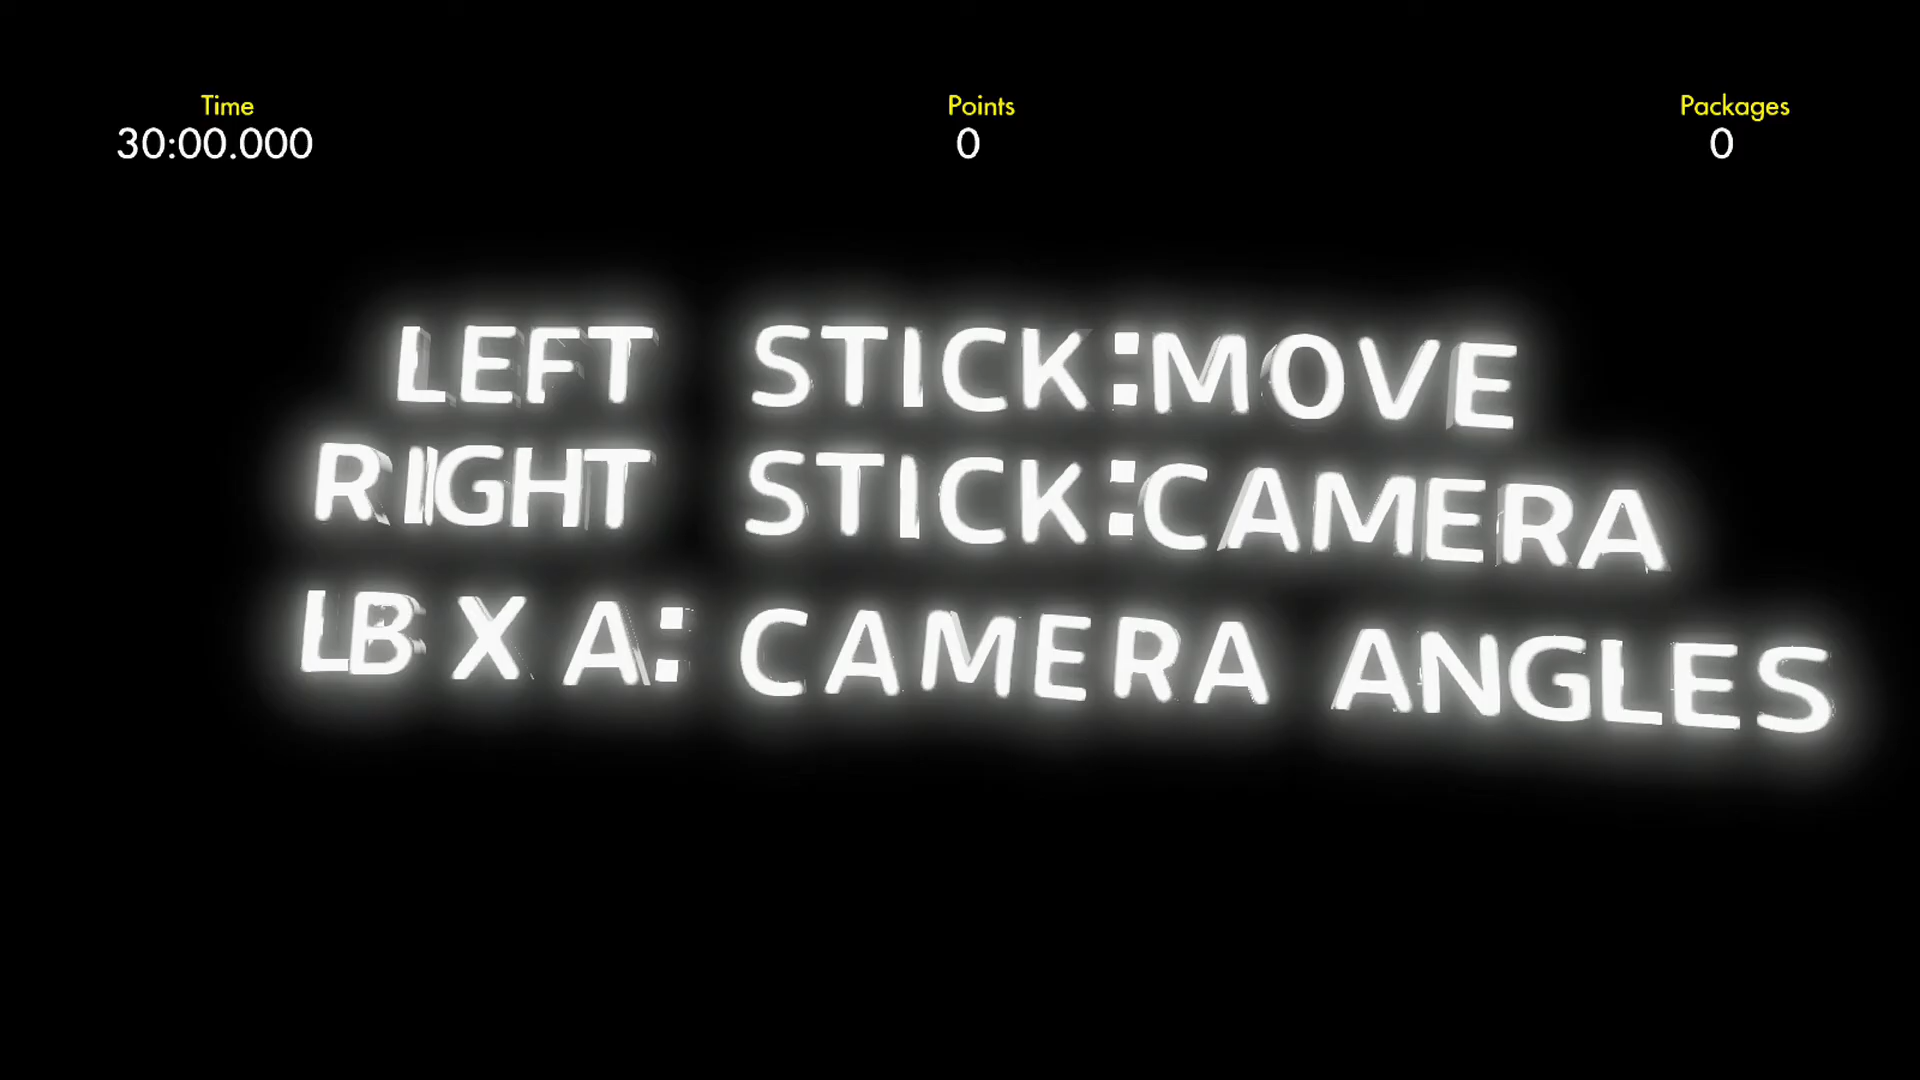 Time Points Packages
30:00.000 0 0
LEFT STICK:MOVE
RIGHT STICK:CAMERA
LB X A: CAMERA ANGLES